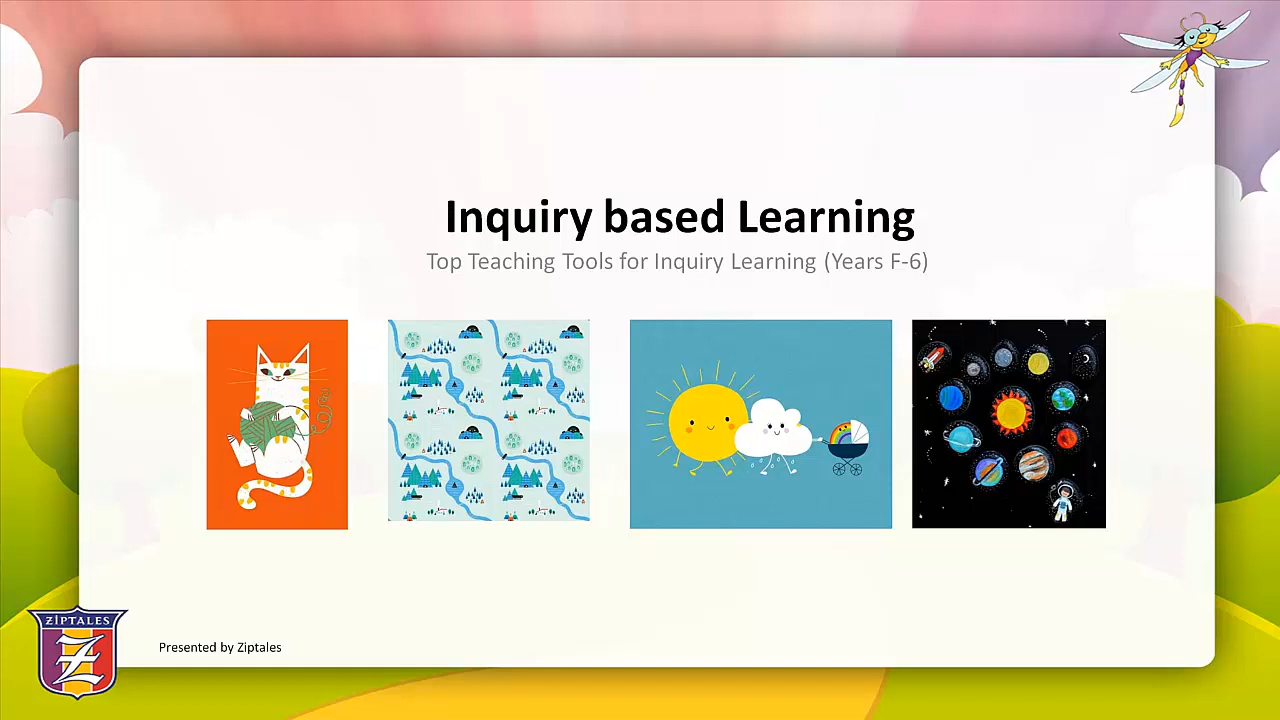 Inquiry based Learning
Top Teaching Tools for Inquiry Learning (Years F-6)
ZIPTALES
Z
Presented by Ziptales